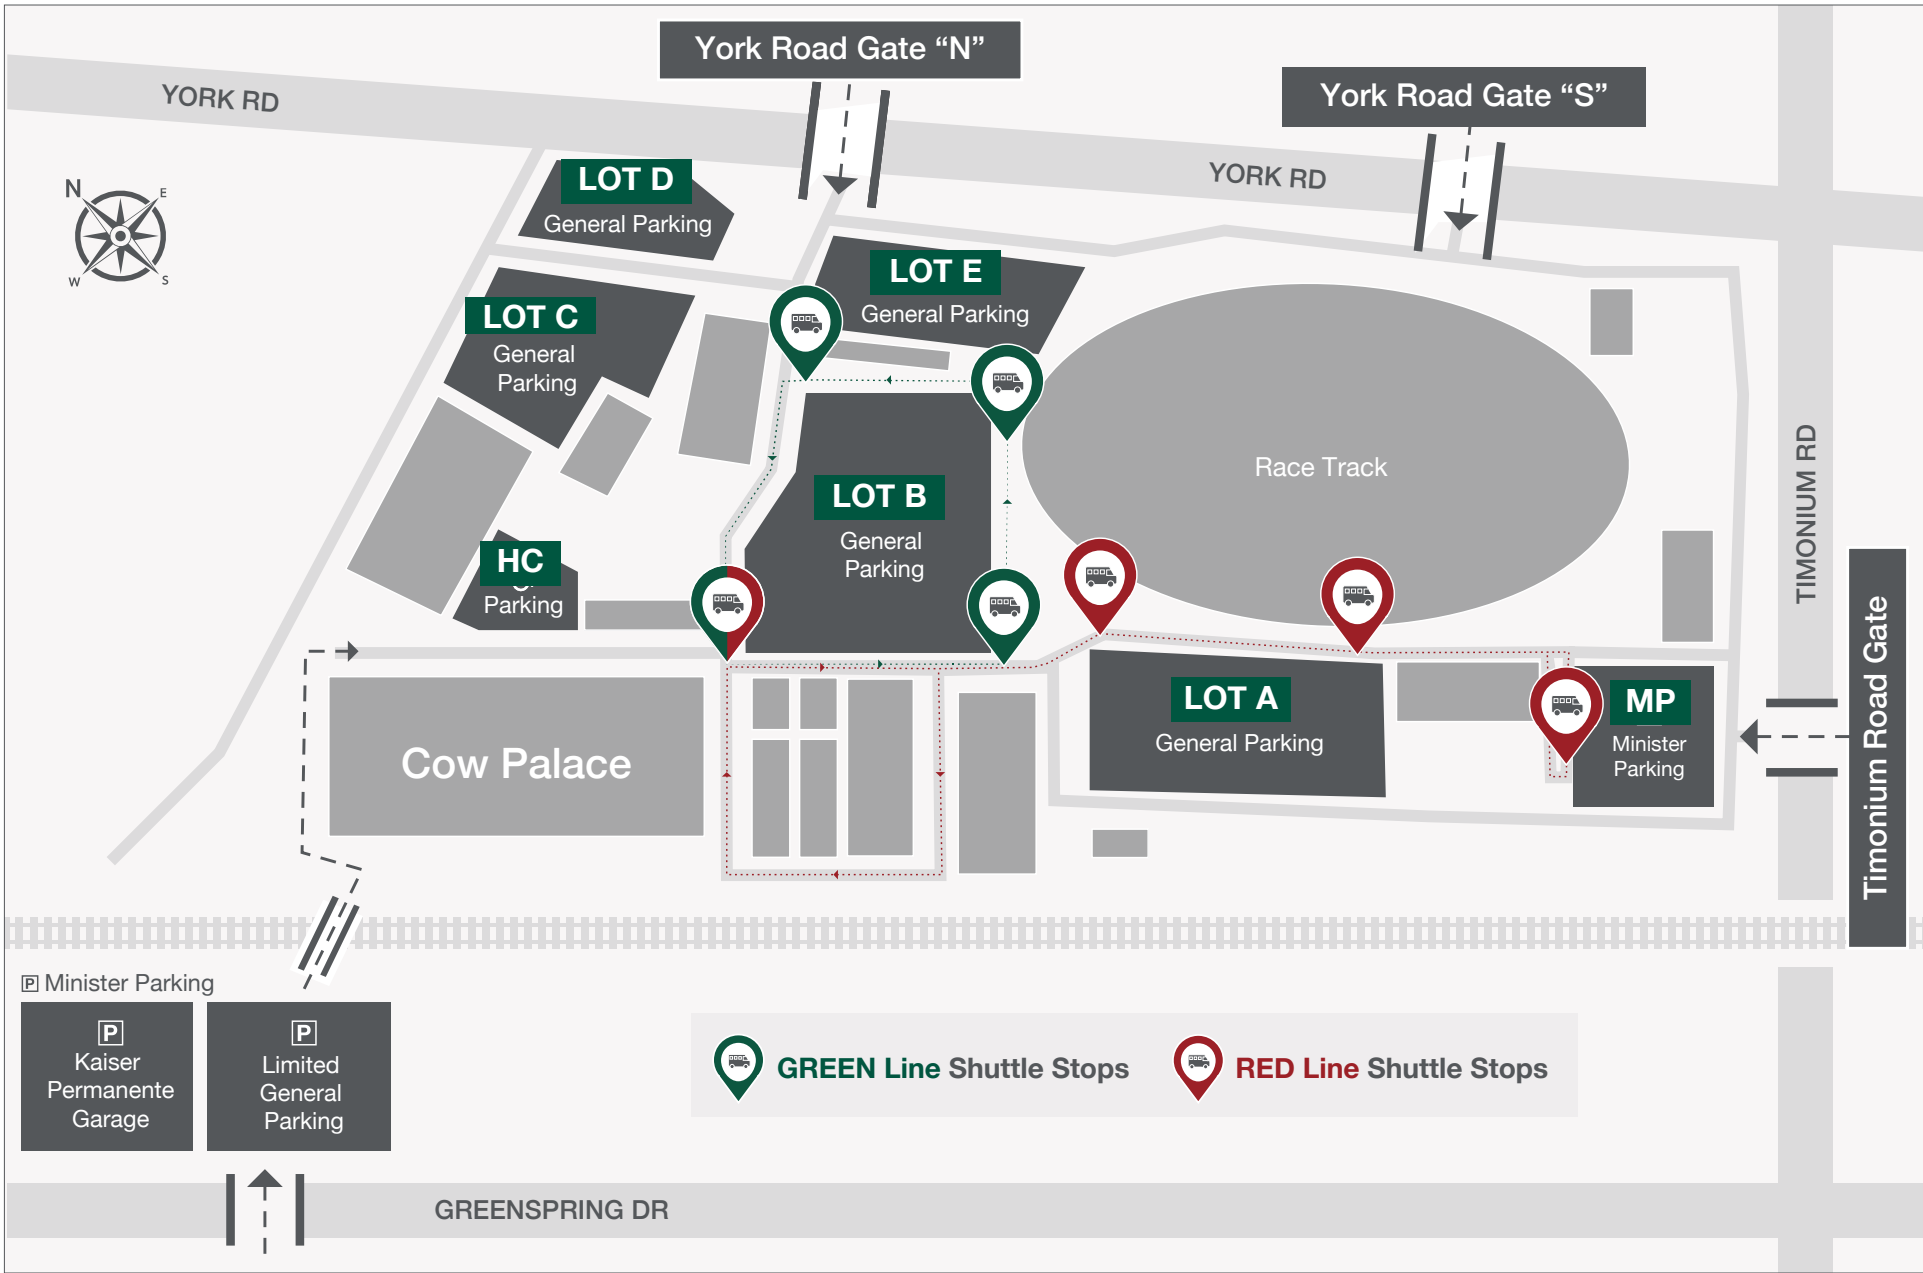 York Road Gate “N”
York Road Gate “S”
YORK RD
YORK RD
N
E
W
S
LOT D
General Parking
LOT E
General Parking
LOT C
General
Parking
LOT B
General
Parking
Race Track
HC
Parking
TIMONIUM RD
Timonium Road Gate
LOT A
General Parking
MP
Minister
Parking
Cow Palace
P Minister Parking
P
Kaiser
Permanente
Garage
P
Limited
General
Parking
GREEN Line Shuttle Stops
RED Line Shuttle Stops
GREENSPRING DR